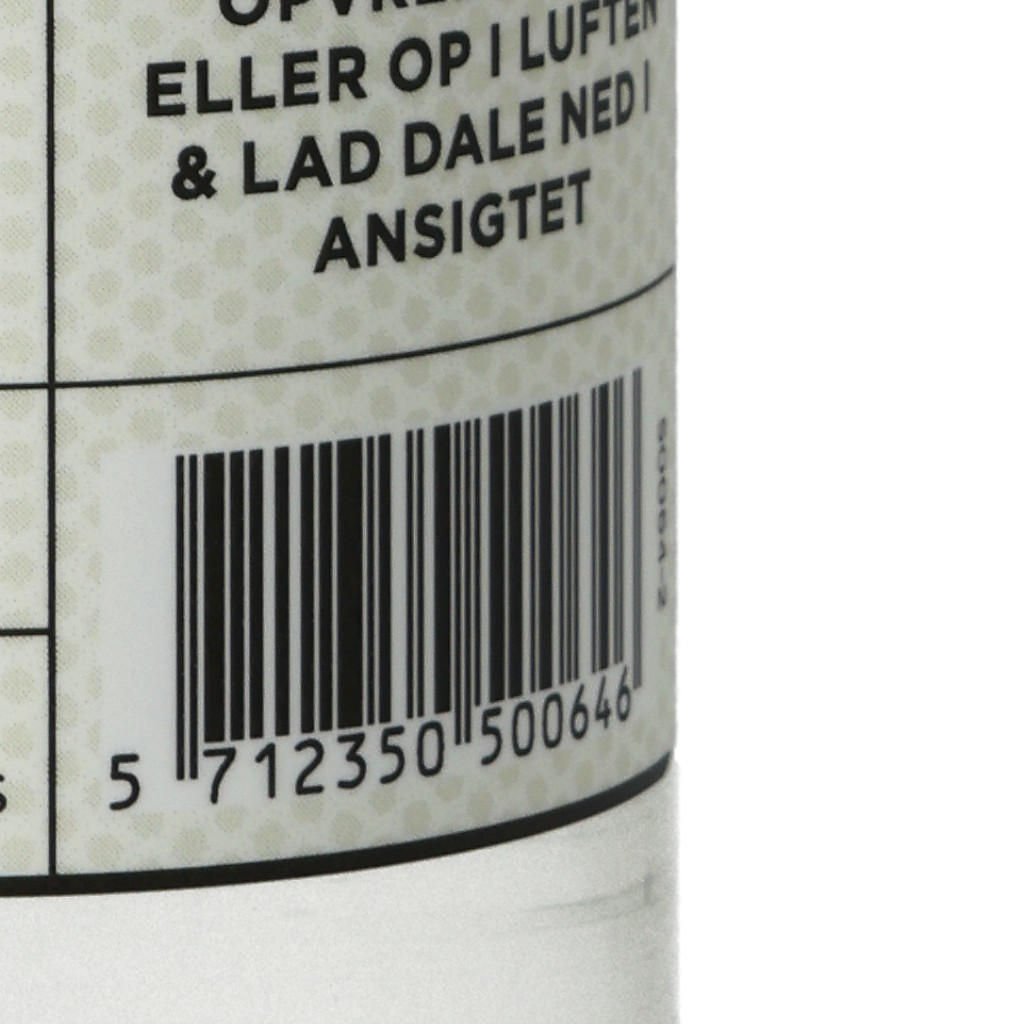 ELLER OP I LUFTEN
& LAD DALE NED I
ANSIGTET
5 712350 500646